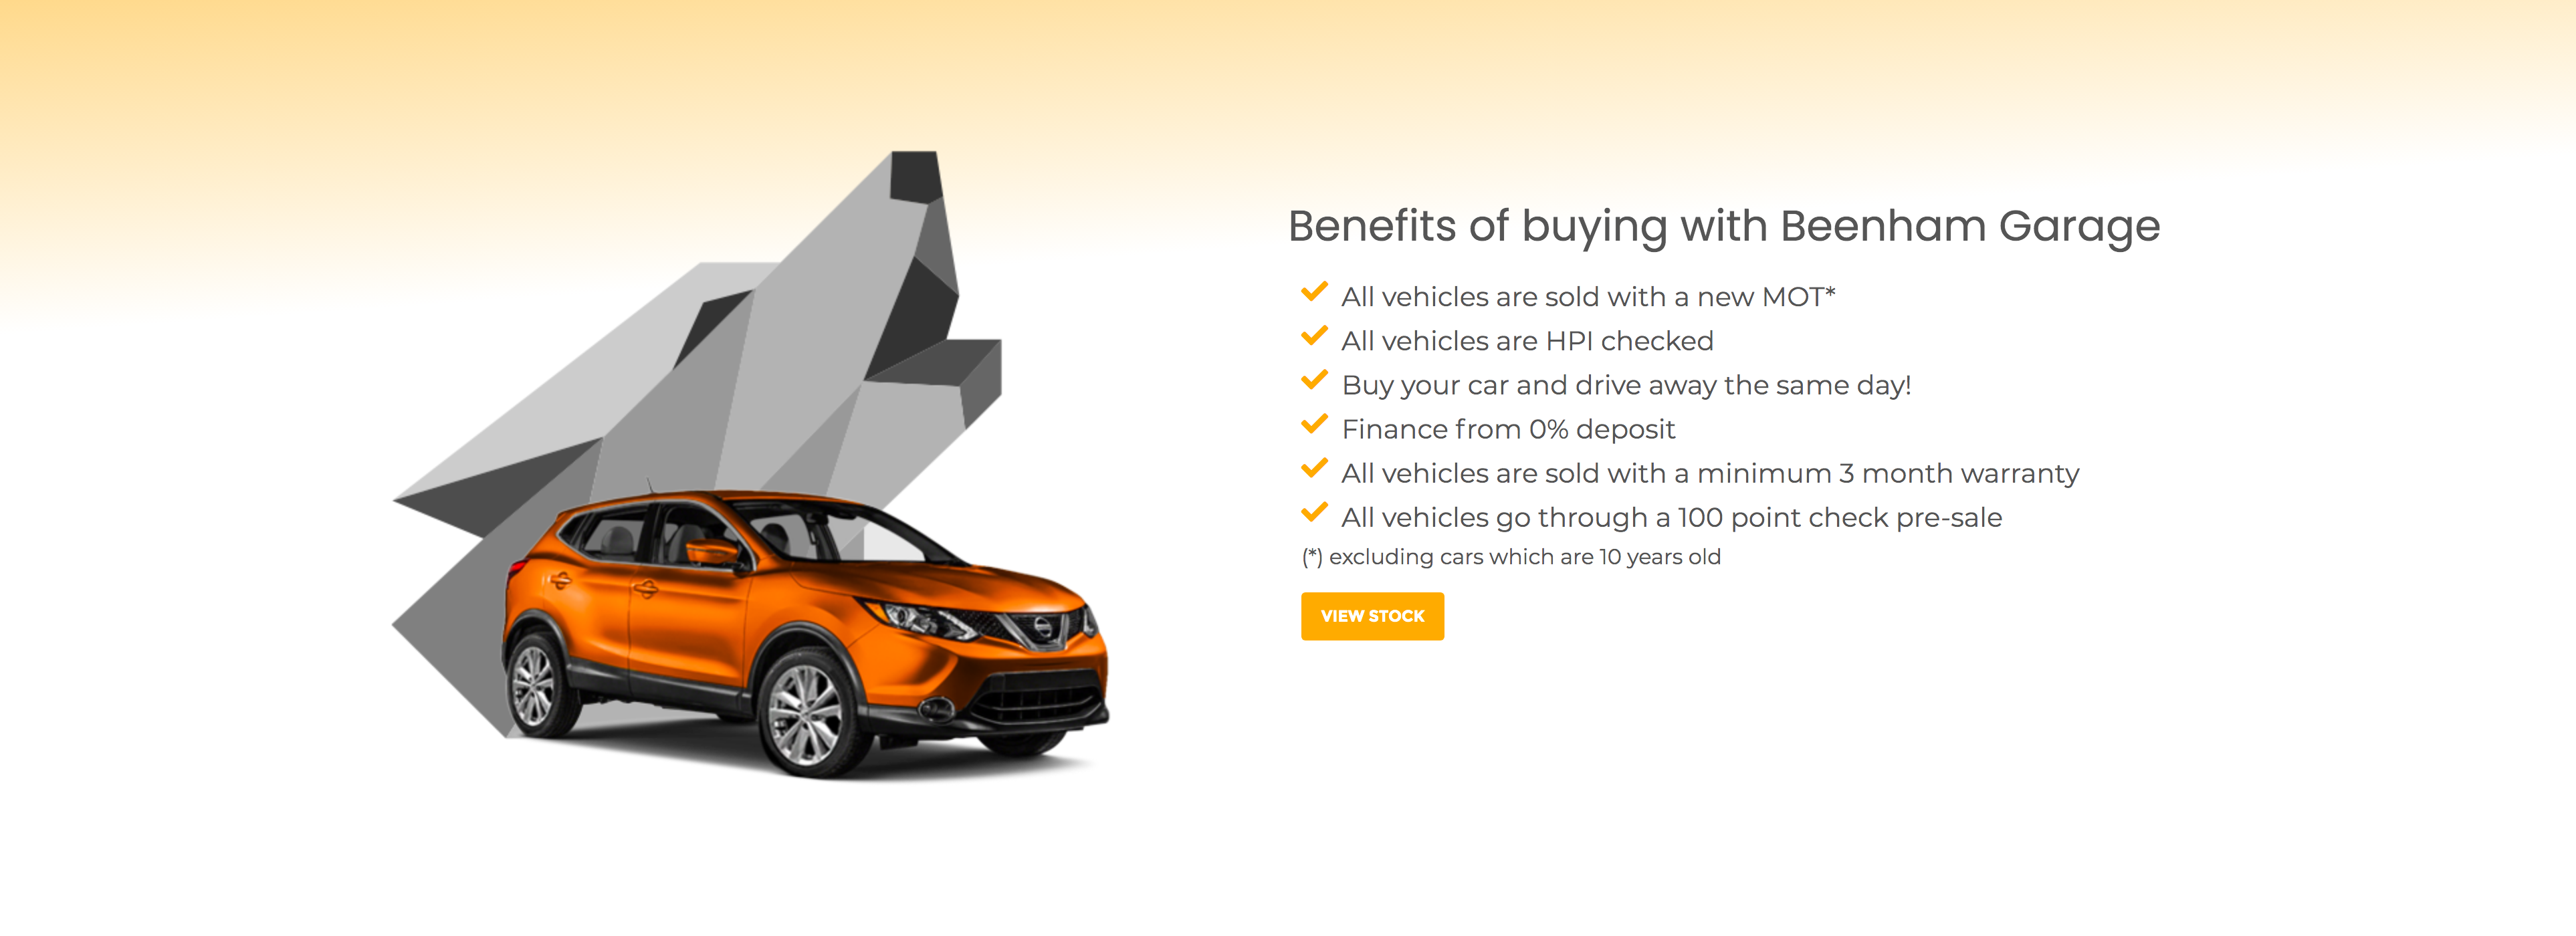 Benefits of buying with Beenham Garage
All vehicles are sold with a new MOT*
All vehicles are HPI checked
Buy your car and drive away the same day!
Finance from 0% deposit
All vehicles are sold with a minimum 3 month warranty
All vehicles go through a 100 point check pre-sale
(*) excluding cars which are 10 years old
VIEW STOCK